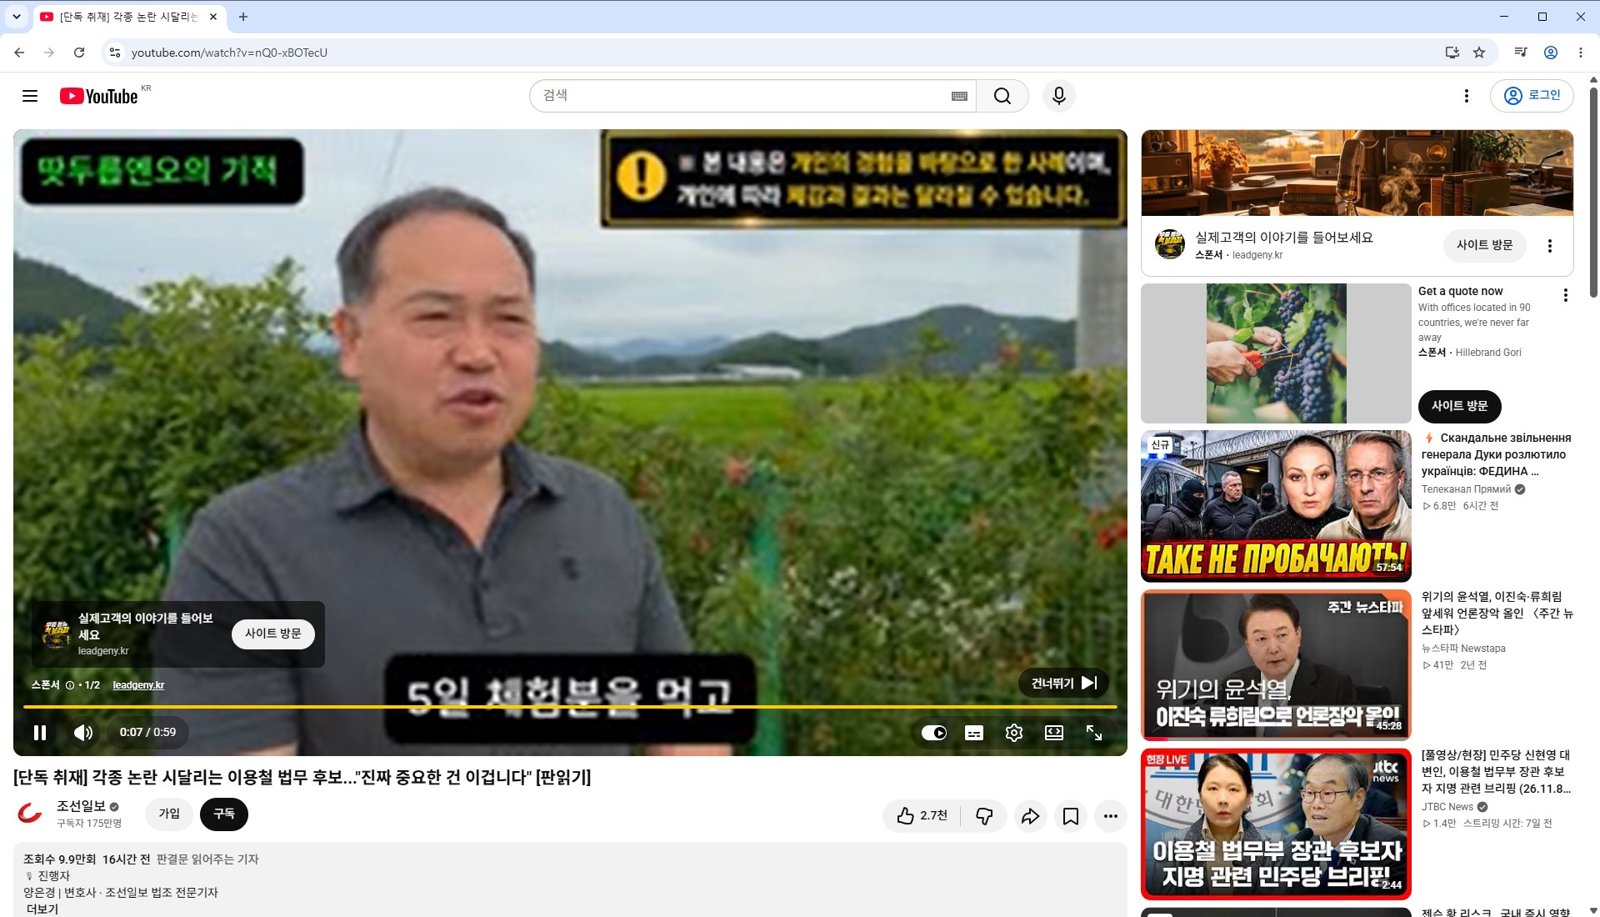 [단독 취재] 각종 논란 시달리는
youtube.com/watch?v=nQ0-xBOTecU
YouTube KR
검색
로그인
땃두릅엔오의 기적
※ 본 내용은 개인의 경험을 바탕으로 한 사례이며,
개인에 따라 체감과 결과는 달라질 수 있습니다.
실제고객의 이야기를 들어보
세요
leadgeny.kr
사이트 방문
5일 체험분을 먹고
스폰서 · 1/2 leadgeny.kr
건너뛰기
0:07 / 0:59
[단독 취재] 각종 논란 시달리는 이용철 법무 후보..."진짜 중요한 건 이겁니다" [판읽기]
조선일보
구독자 175만명
가입
구독
2.7천
조회수 9.9만회 16시간 전 판결문 읽어주는 기자
🎙 진행자
양은경 | 변호사 · 조선일보 법조 전문기자
더보기
실제고객의 이야기를 들어보세요
스폰서 · leadgeny.kr
사이트 방문
Get a quote now
With offices located in 90
countries, we're never far
away
스폰서 · Hillebrand Gori
사이트 방문
신규
TAKE НЕ ПРОБАЧАЮТЬ!
57:54
⚡ Скандальне звільнення
генерала Дуки розлютило
українців: ФЕДИНА ...
Телеканал Прямий
6.8만 6시간 전
주간 뉴스타파
위기의 윤석열,
이진숙 류희림으로 언론장악 올인
45:28
위기의 윤석열, 이진숙·류희림
앞세워 언론장악 올인 〈주간 뉴
스타파〉
뉴스타파 Newstapa
41만 2년 전
현장 LIVE
jtbc
news
이용철 법무부 장관 후보자
지명 관련 민주당 브리핑
2:44
[풀영상/현장] 민주당 신현영 대
변인, 이용철 법무부 장관 후보
자 지명 관련 브리핑 (26.11.8...
JTBC News
1.4만 스트리밍 시간: 7일 전
젠슨 황 리스크.. 국내 증시 영향